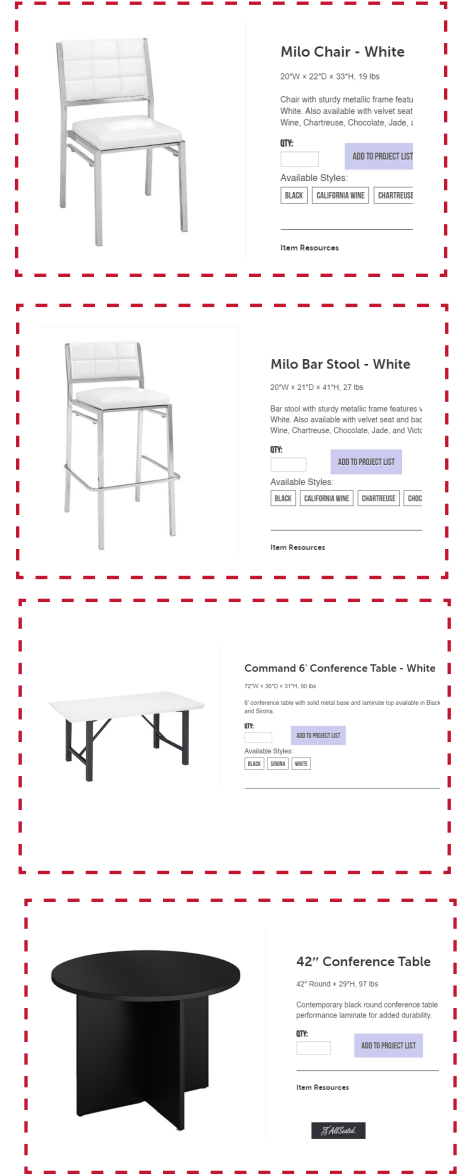 Milo Chair - White
20"W × 22"D × 33"H, 19 lbs
Chair with sturdy metallic frame featu
White. Also available with velvet seat
Wine, Chartreuse, Chocolate, Jade, a
QTY:
ADD TO PROJECT LIST
Available Styles:
BLACK CALIFORNIA WINE CHARTREUSE
Item Resources
Milo Bar Stool - White
20"W × 21"D × 41"H, 27 lbs
Bar stool with sturdy metallic frame features v
White. Also available with velvet seat and bac
Wine, Chartreuse, Chocolate, Jade, and Victo
QTY:
ADD TO PROJECT LIST
Available Styles:
BLACK CALIFORNIA WINE CHARTREUSE CHOC
Item Resources
Command 6' Conference Table - White
72"W × 36"D × 31"H, 90 lbs
6' conference table with solid metal base and laminate top available in Black
and Sirona.
QTY:
ADD TO PROJECT LIST
Available Styles:
BLACK SIRONA WHITE
42″ Conference Table
42" Round × 29"H, 97 lbs
Contemporary black round conference table
performance laminate for added durability.
QTY:
ADD TO PROJECT LIST
Item Resources
AllSeated